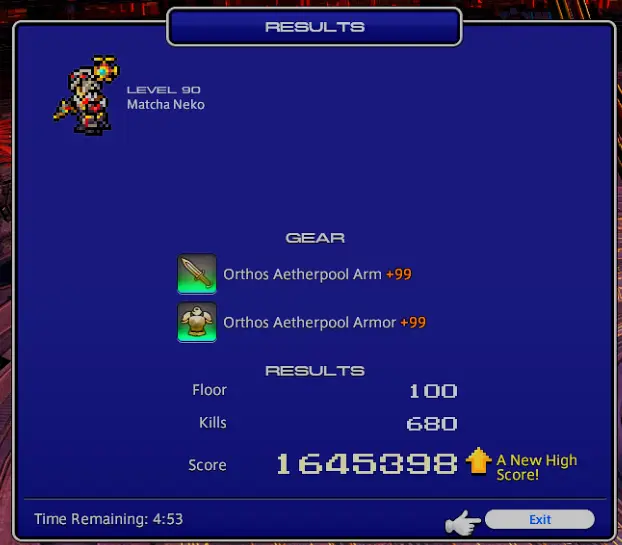 RESULTS
LEVEL 90
Matcha Neko
GEAR
Orthos Aetherpool Arm +99
Orthos Aetherpool Armor +99
RESULTS
Floor 100
Kills 680
Score 1645398 A New High
Score!
Time Remaining: 4:53 Exit